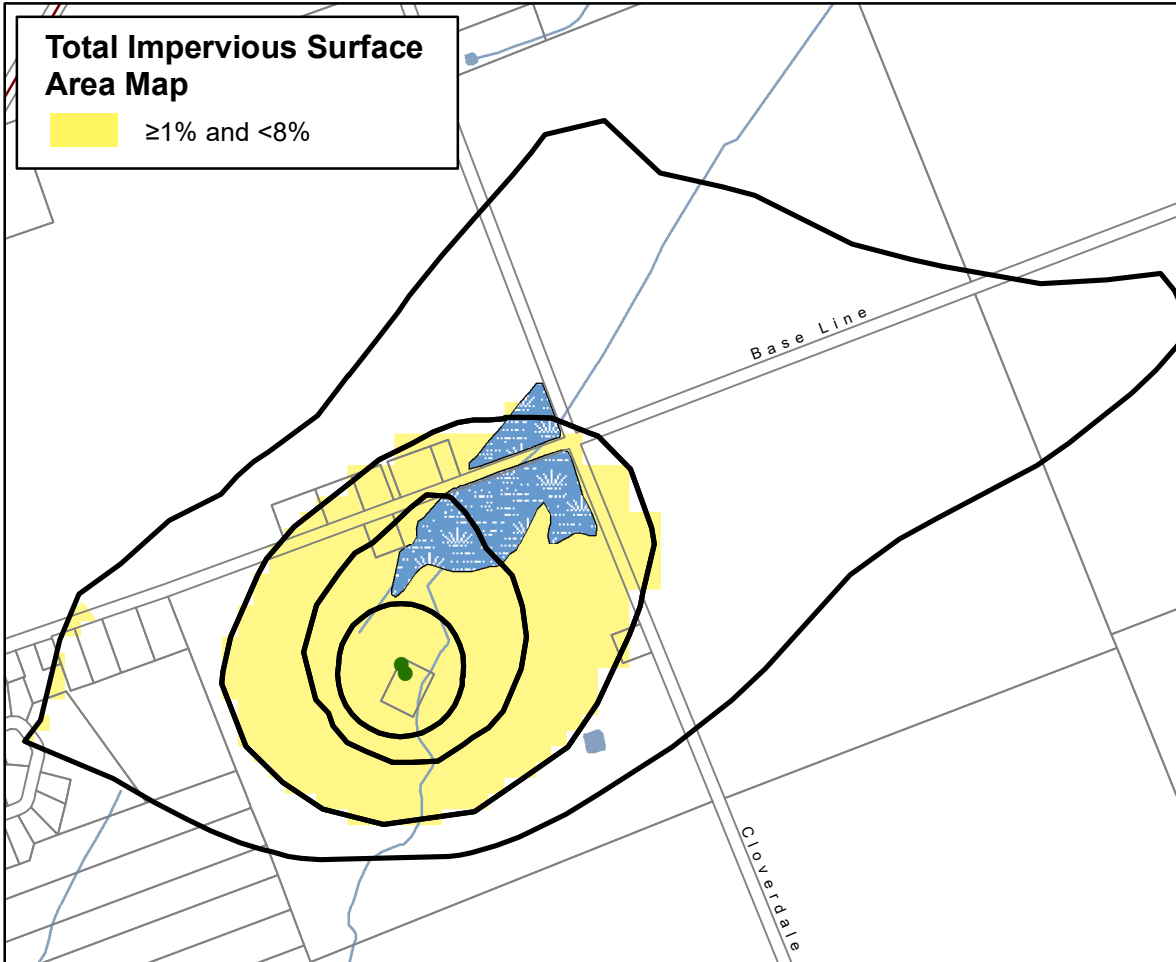 Total Impervious Surface
Area Map
≥1% and <8%
Base Line
Cloverdale